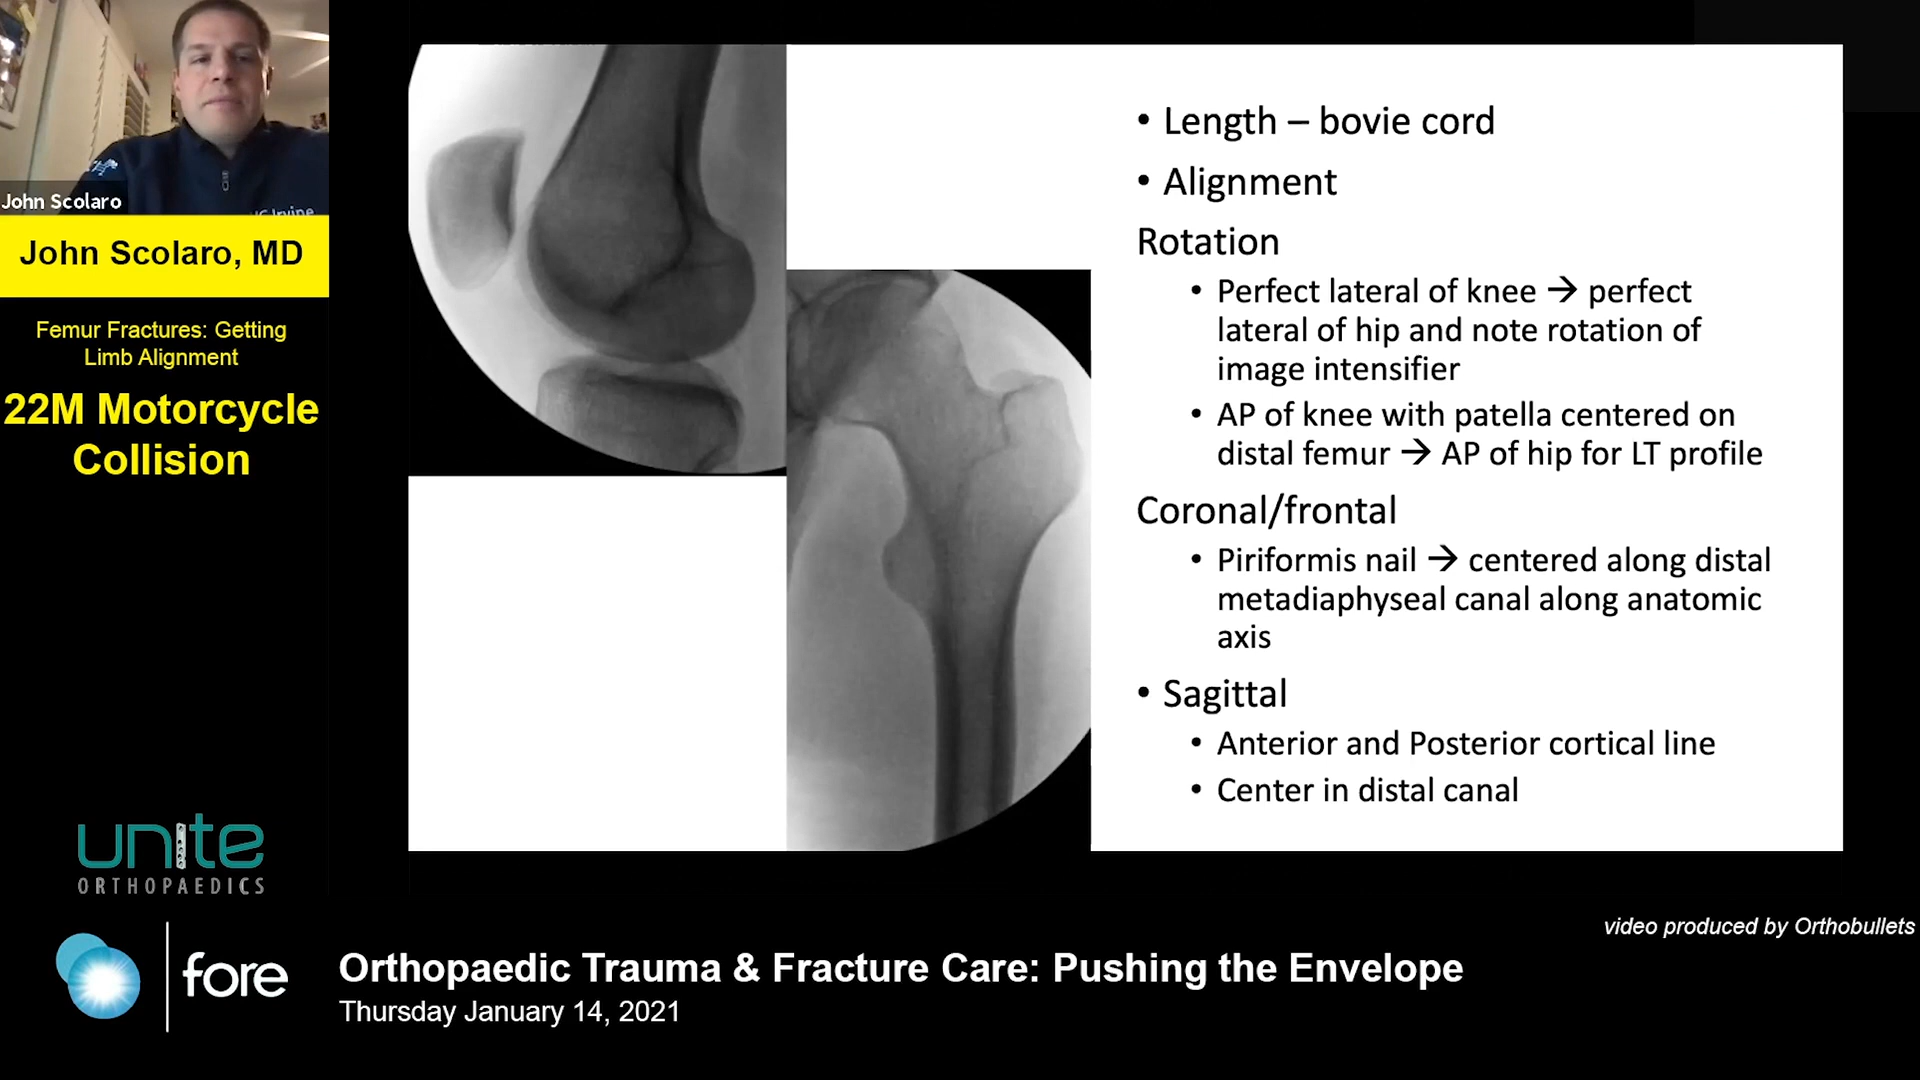 John Scolaro
UC Irvine
John Scolaro, MD
Femur Fractures: Getting
Limb Alignment
22M Motorcycle
Collision
unite
ORTHOPAEDICS
fore
• Length – bovie cord
• Alignment
Rotation
• Perfect lateral of knee → perfect
lateral of hip and note rotation of
image intensifier
• AP of knee with patella centered on
distal femur → AP of hip for LT profile
Coronal/frontal
• Piriformis nail → centered along distal
metadiaphyseal canal along anatomic
axis
• Sagittal
• Anterior and Posterior cortical line
• Center in distal canal
video produced by Orthobullets
Orthopaedic Trauma & Fracture Care: Pushing the Envelope
Thursday January 14, 2021